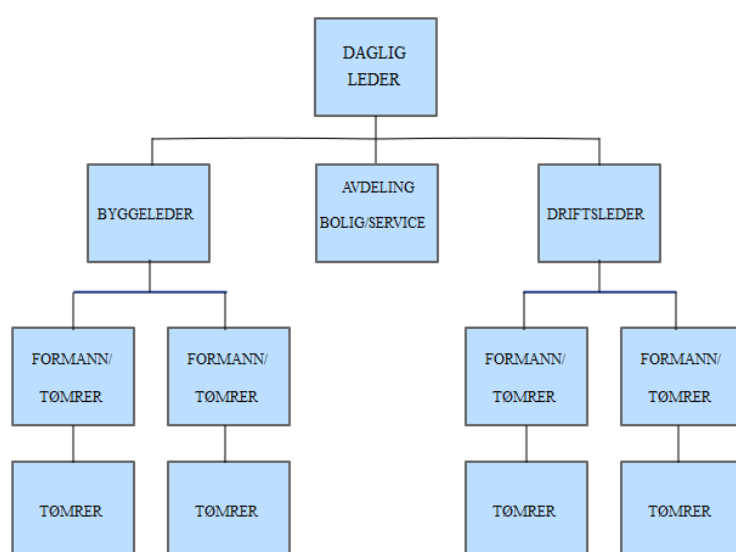 DAGLIG
LEDER
BYGGELEDER
AVDELING
BOLIG/SERVICE
DRIFTSLEDER
FORMANN/
TØMRER
FORMANN/
TØMRER
FORMANN/
TØMRER
FORMANN/
TØMRER
TØMRER
TØMRER
TØMRER
TØMRER